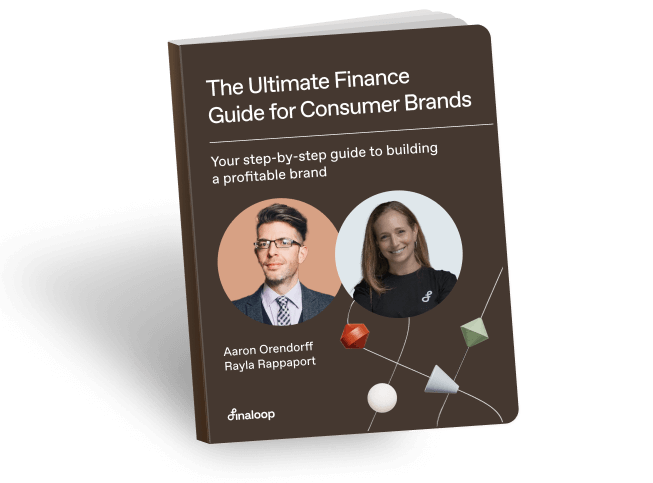 The Ultimate Finance
Guide for Consumer Brands
Your step-by-step guide to building
a profitable brand
Aaron Orendorff
Rayla Rappaport
finaloop